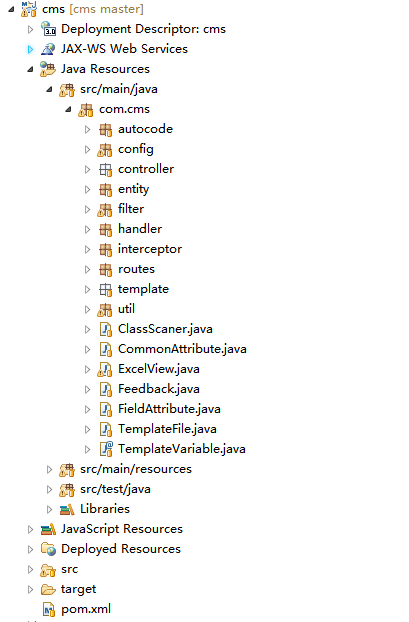 cms [cms master]
Deployment Descriptor: cms
JAX-WS Web Services
Java Resources
src/main/java
com.cms
autocode
config
controller
entity
filter
handler
interceptor
routes
template
util
ClassScaner.java
CommonAttribute.java
ExcelView.java
Feedback.java
FieldAttribute.java
TemplateFile.java
TemplateVariable.java
src/main/resources
src/test/java
Libraries
JavaScript Resources
Deployed Resources
src
target
pom.xml